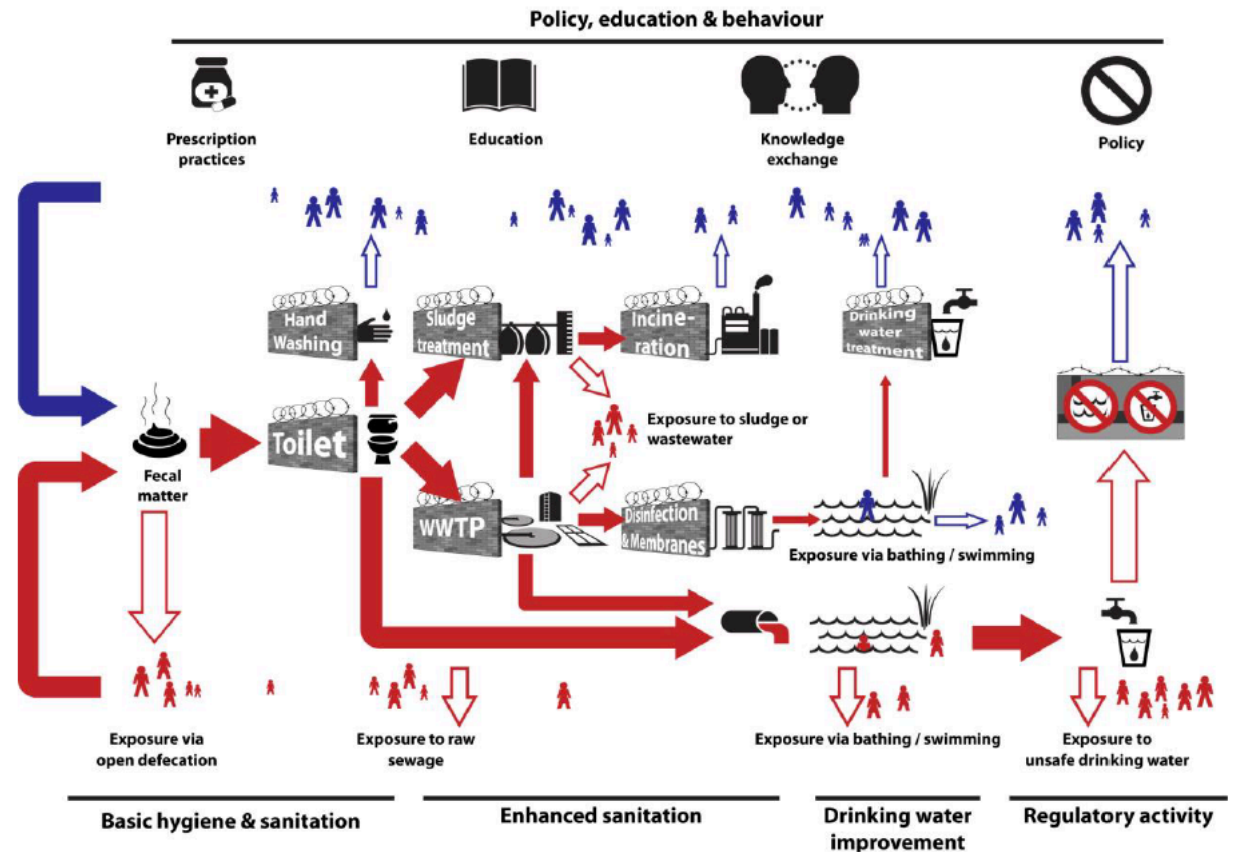 Policy, education & behaviour
Prescription
practices
Education
Knowledge
exchange
Policy
Hand
Washing
Sludge
treatment
Incine-
ration
Drinking
water
treatment
Fecal
matter
Toilet
Exposure to sludge or
wastewater
WWTP
Disinfection
& Membranes
Exposure via bathing / swimming
Exposure via
open defecation
Exposure to raw
sewage
Exposure via bathing / swimming
Exposure to
unsafe drinking water
Basic hygiene & sanitation
Enhanced sanitation
Drinking water
improvement
Regulatory activity